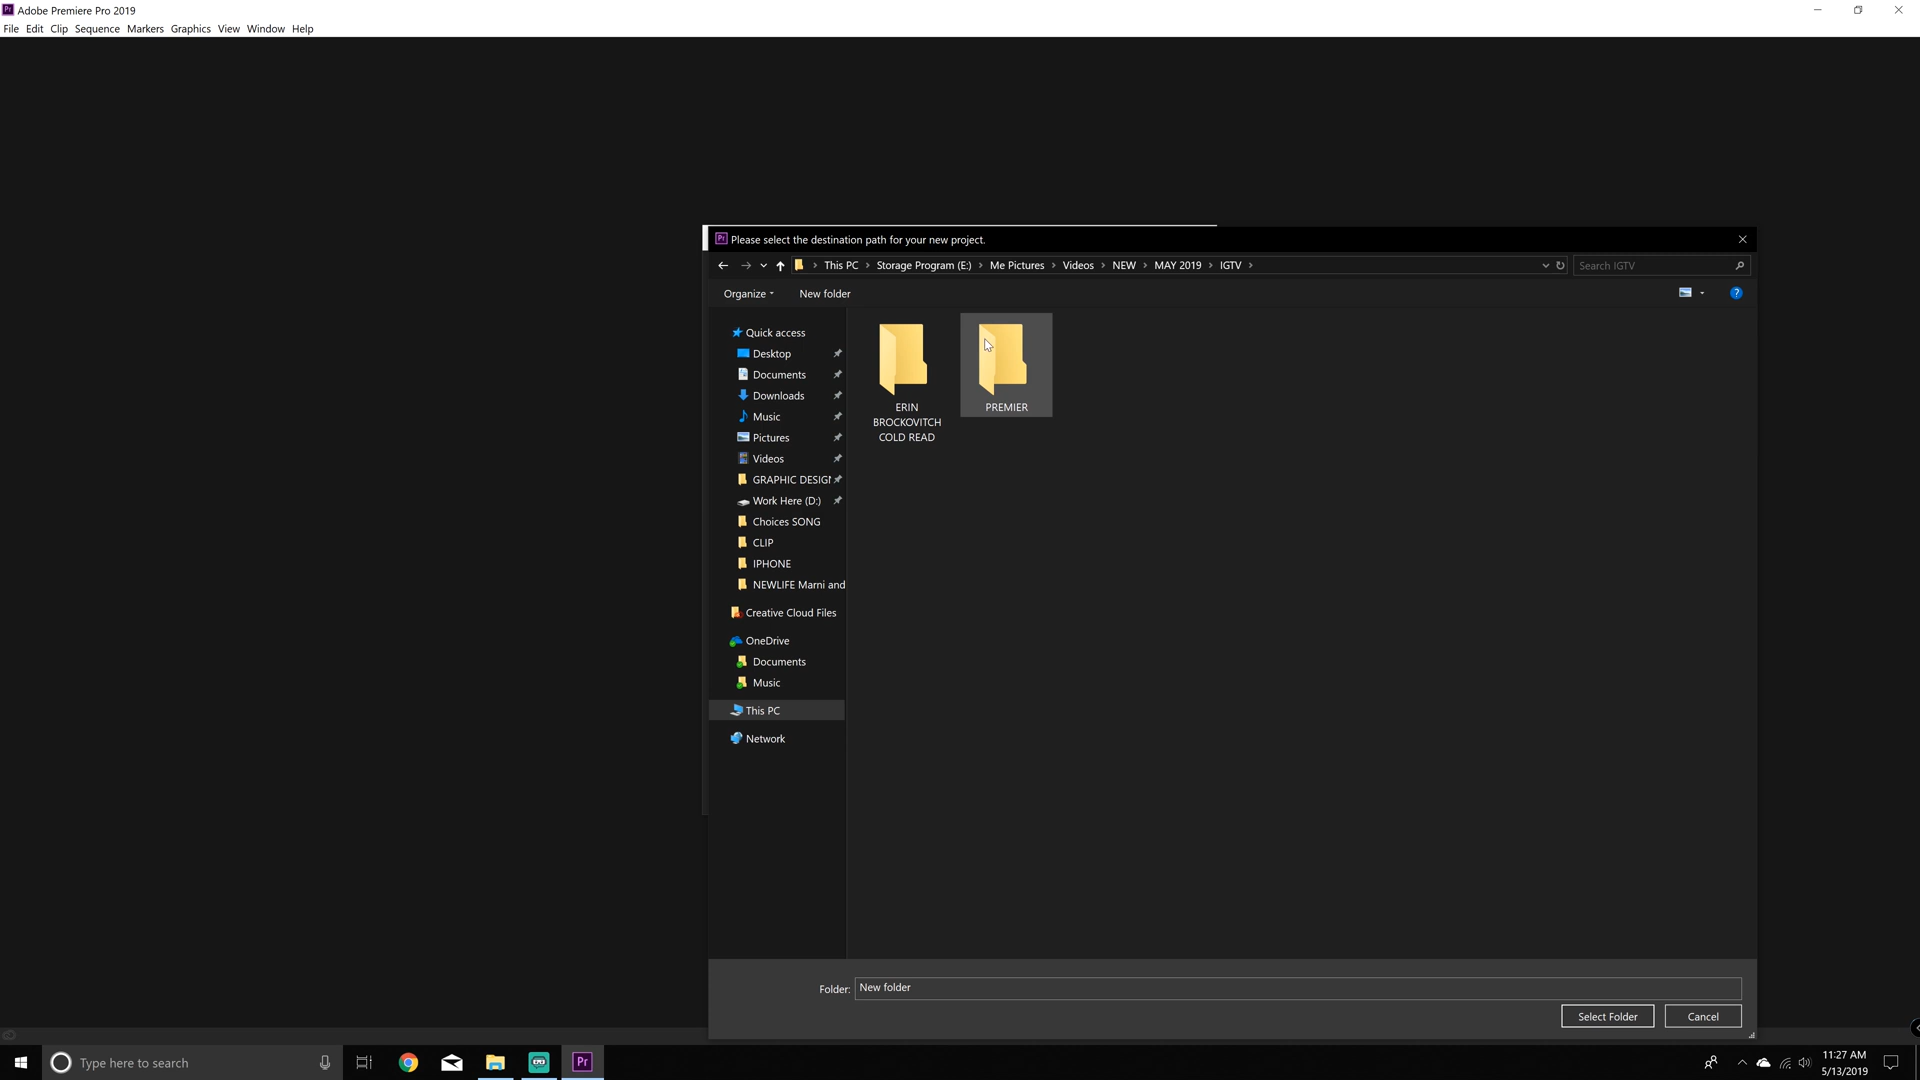 Adobe Premiere Pro 2019
File Edit Clip Sequence Markers Graphics View Window Help
Please select the destination path for your new project.
This PC > Storage Program (E:) > Me Pictures > Videos > NEW > MAY 2019 > IGTV >
Search IGTV
Organize New folder
Quick access
Desktop
Documents
Downloads
Music
Pictures
Videos
GRAPHIC DESIGN
Work Here (D:)
Choices SONG
CLIP
IPHONE
NEWLIFE Marni and
Creative Cloud Files
OneDrive
Documents
Music
This PC
Network
ERIN
BROCKOVITCH
COLD READ
PREMIER
Folder: New folder
Select Folder Cancel
Type here to search
11:27 AM
5/13/2019